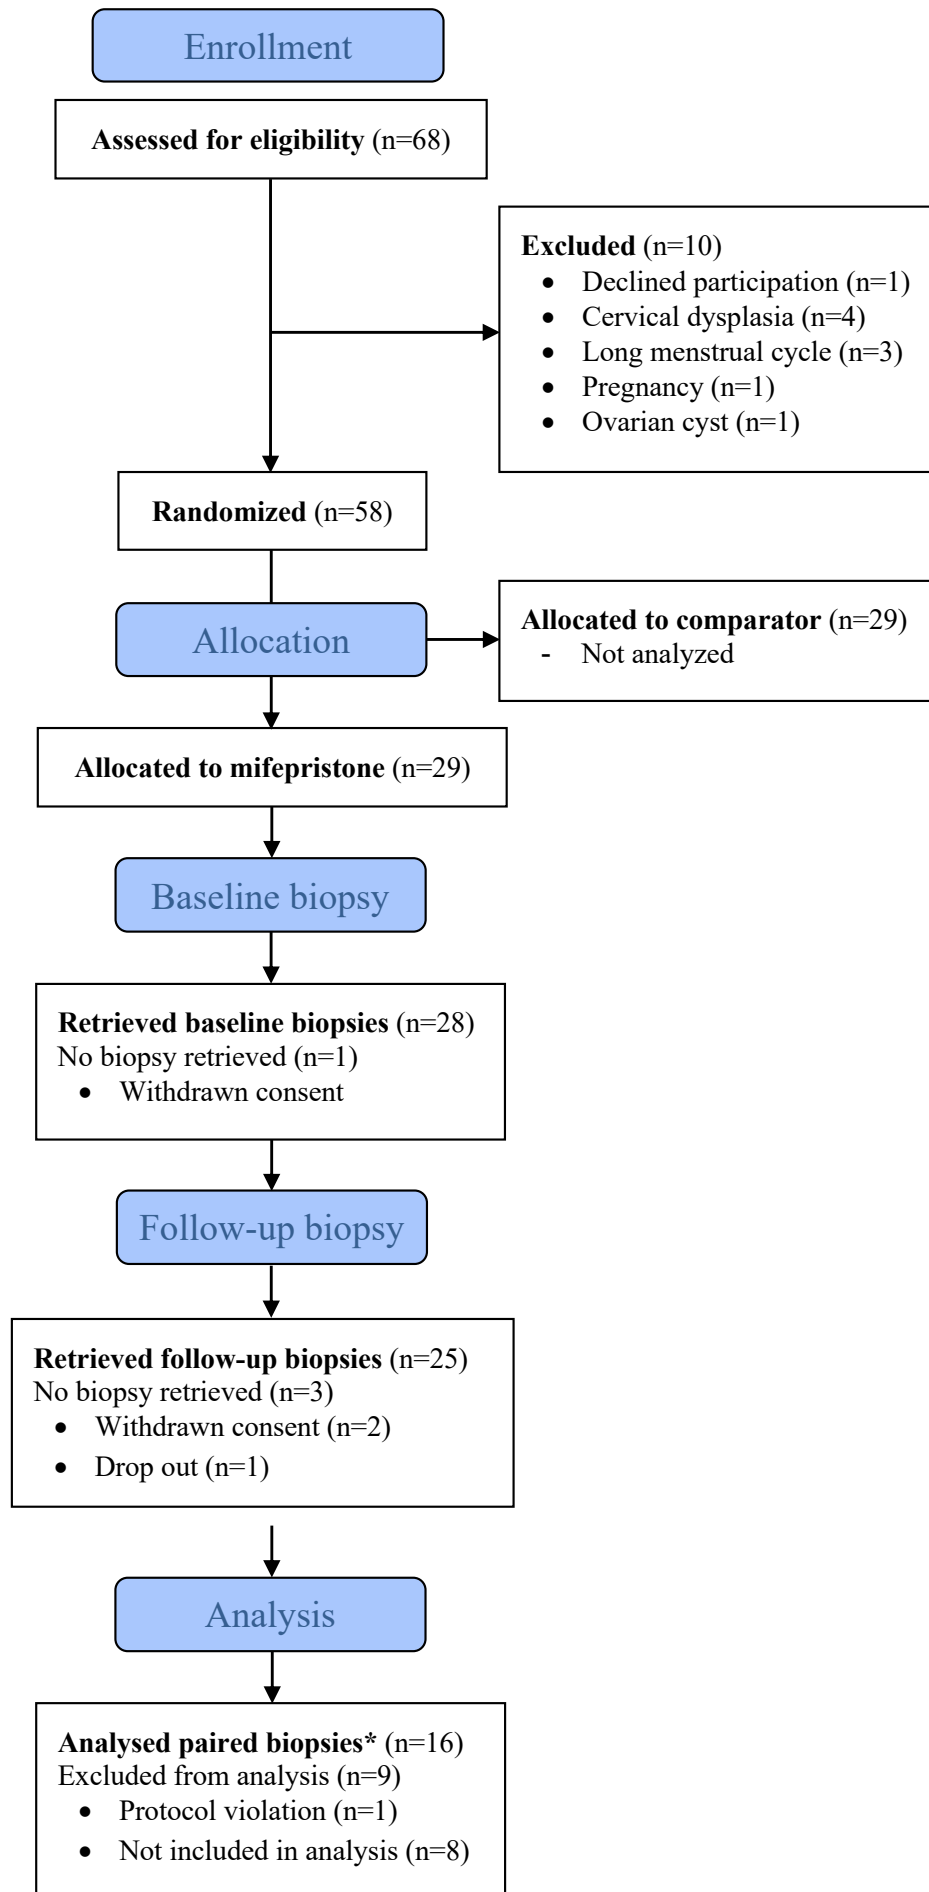 Enrollment
Assessed for eligibility (n=68)
Excluded (n=10)
• Declined participation (n=1)
• Cervical dysplasia (n=4)
• Long menstrual cycle (n=3)
• Pregnancy (n=1)
• Ovarian cyst (n=1)
Randomized (n=58)
Allocation
Allocated to comparator (n=29)
- Not analyzed
Allocated to mifepristone (n=29)
Baseline biopsy
Retrieved baseline biopsies (n=28)
No biopsy retrieved (n=1)
• Withdrawn consent
Follow-up biopsy
Retrieved follow-up biopsies (n=25)
No biopsy retrieved (n=3)
• Withdrawn consent (n=2)
• Drop out (n=1)
Analysis
Analysed paired biopsies* (n=16)
Excluded from analysis (n=9)
• Protocol violation (n=1)
• Not included in analysis (n=8)